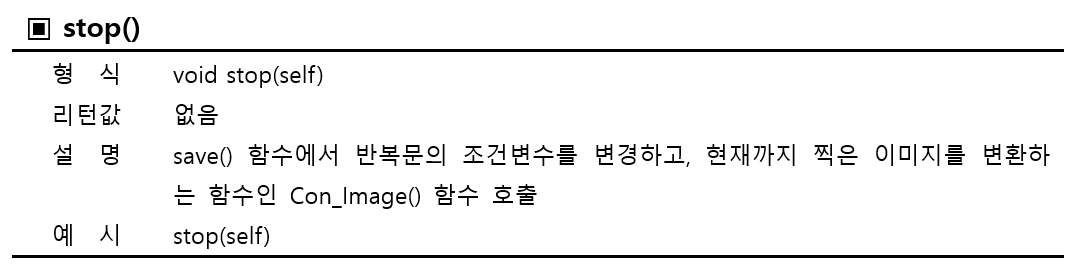 ▣ stop()
형 식 void stop(self)
리턴값 없음
설 명 save() 함수에서 반복문의 조건변수를 변경하고, 현재까지 찍은 이미지를 변환하
는 함수인 Con_Image() 함수 호출
예 시 stop(self)